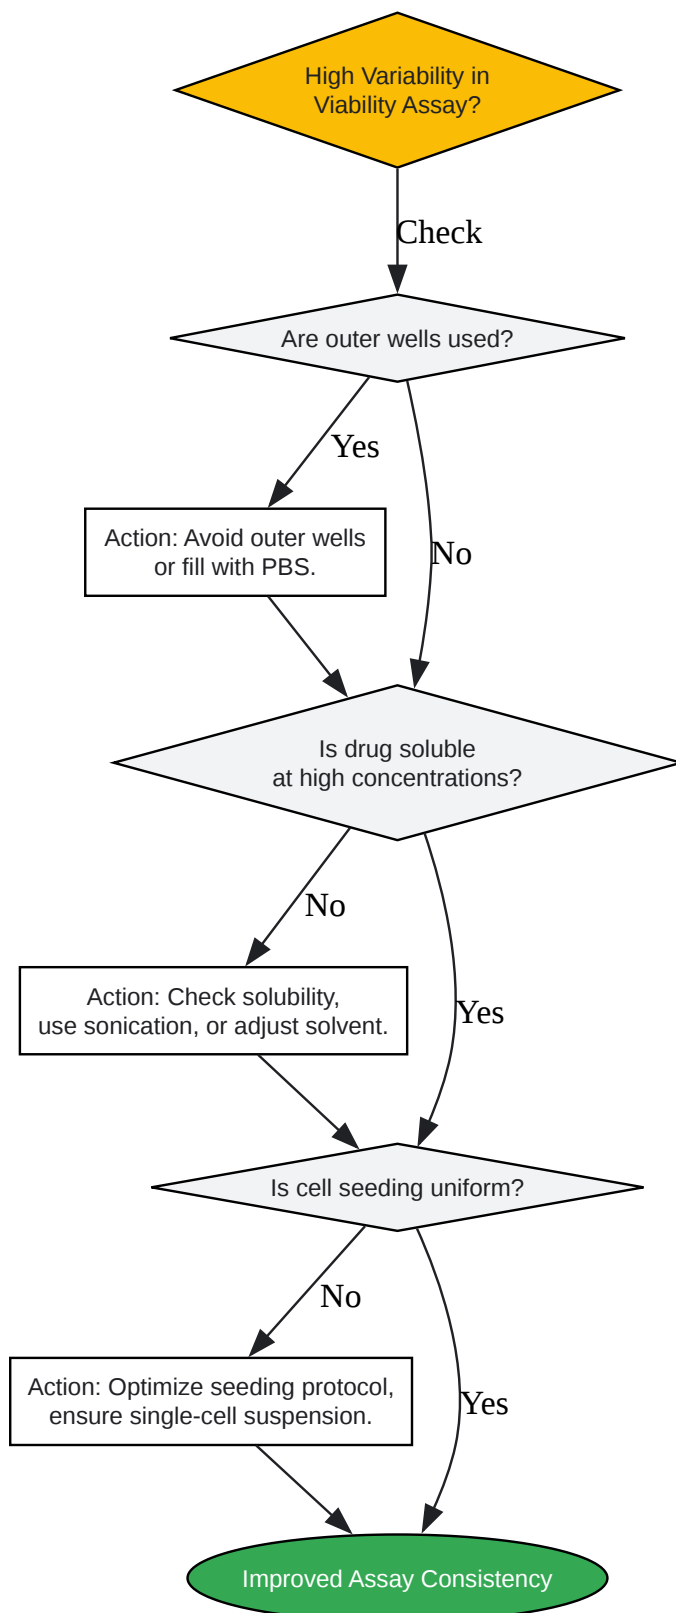 High Variability in
Viability Assay?
Check
Are outer wells used?
Yes
Action: Avoid outer wells
or fill with PBS.
No
Is drug soluble
at high concentrations?
No
Action: Check solubility,
use sonication, or adjust solvent.
Yes
Is cell seeding uniform?
No
Action: Optimize seeding protocol,
ensure single-cell suspension.
Yes
Improved Assay Consistency